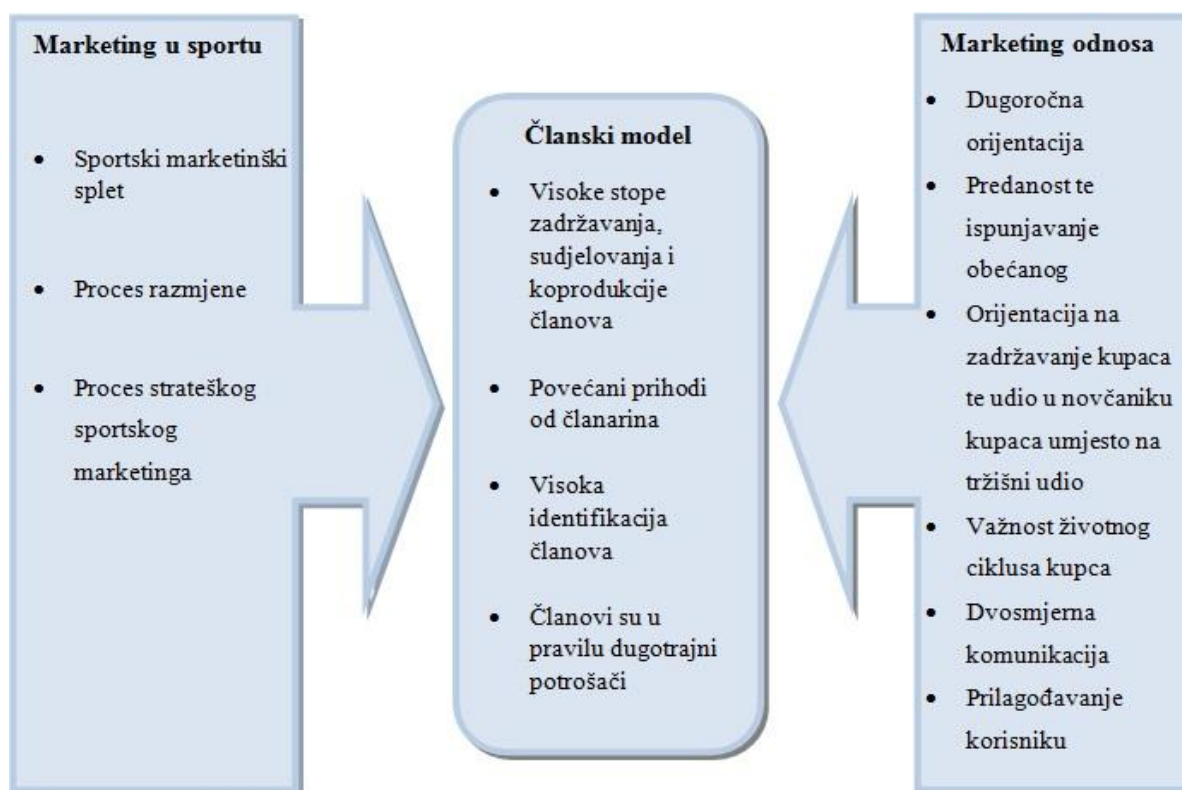 Marketing u sportu
• Sportski marketinški
splet
• Proces razmjene
• Proces strateškog
sportskog
marketinga
Članski model
• Visoke stope
zadržavanja,
sudjelovanja i
koprodukcije
članova
• Povećani prihodi
od članarina
• Visoka
identifikacija
članova
• Članovi su u
pravilu dugotrajni
potrošači
Marketing odnosa
• Dugoročna
orijentacija
• Predanost te
ispunjavanje
obećanog
• Orijentacija na
zadržavanje kupaca
te udio u novčaniku
kupaca umjesto na
tržišni udio
• Važnost životnog
ciklusa kupca
• Dvosmjerna
komunikacija
• Prilagođavanje
korisniku